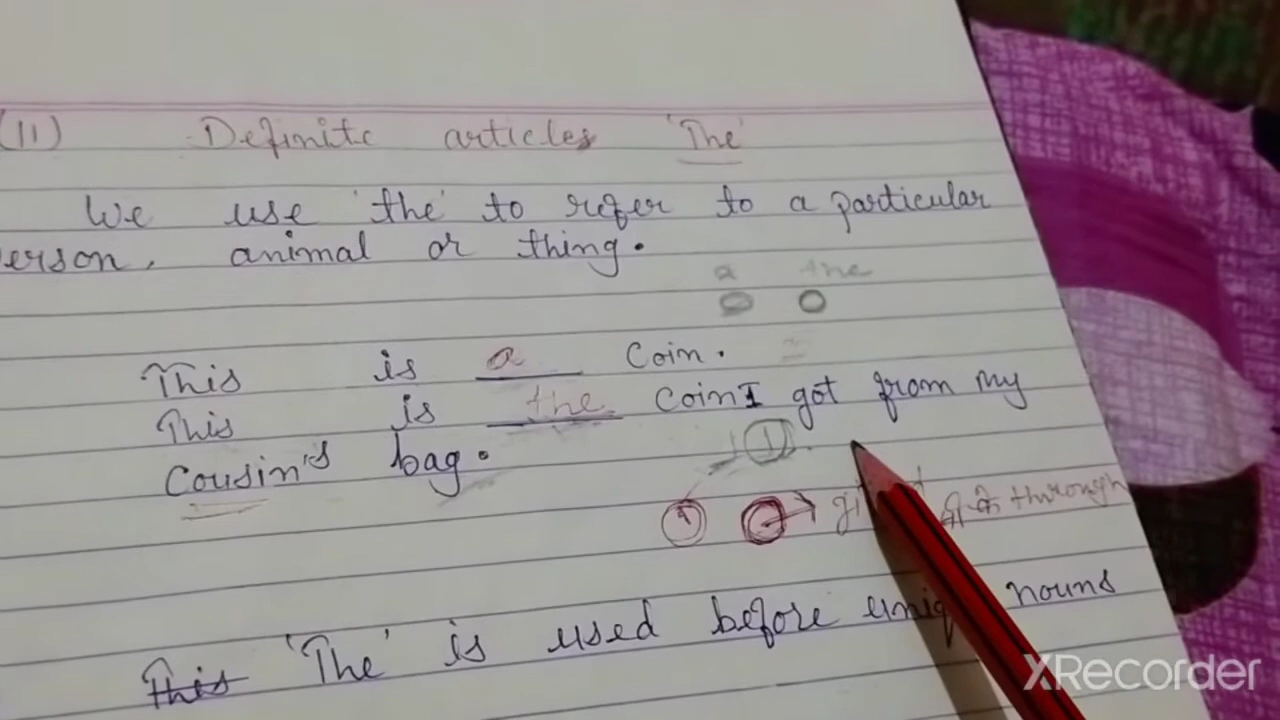 (11) Definite articles 'The'
We use 'the' to refer to a particular
erson, animal or thing.
a the
This is a Coin.
This is the Coin I got from my
Cousin's bag.
1
के through
This 'The' is used before nouns
XRecorder